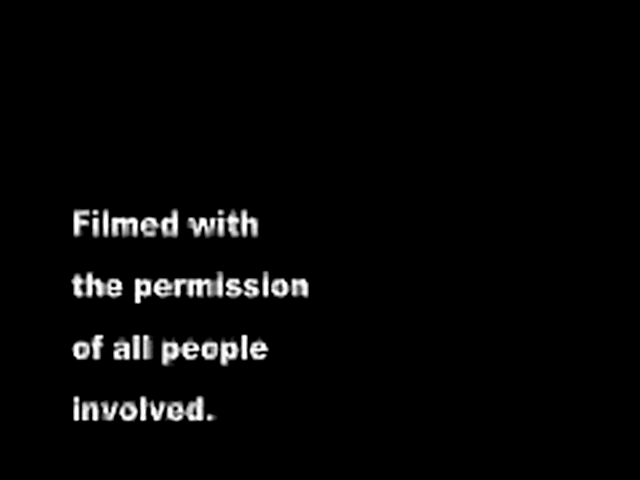 Filmed with
the permission
of all people
involved.